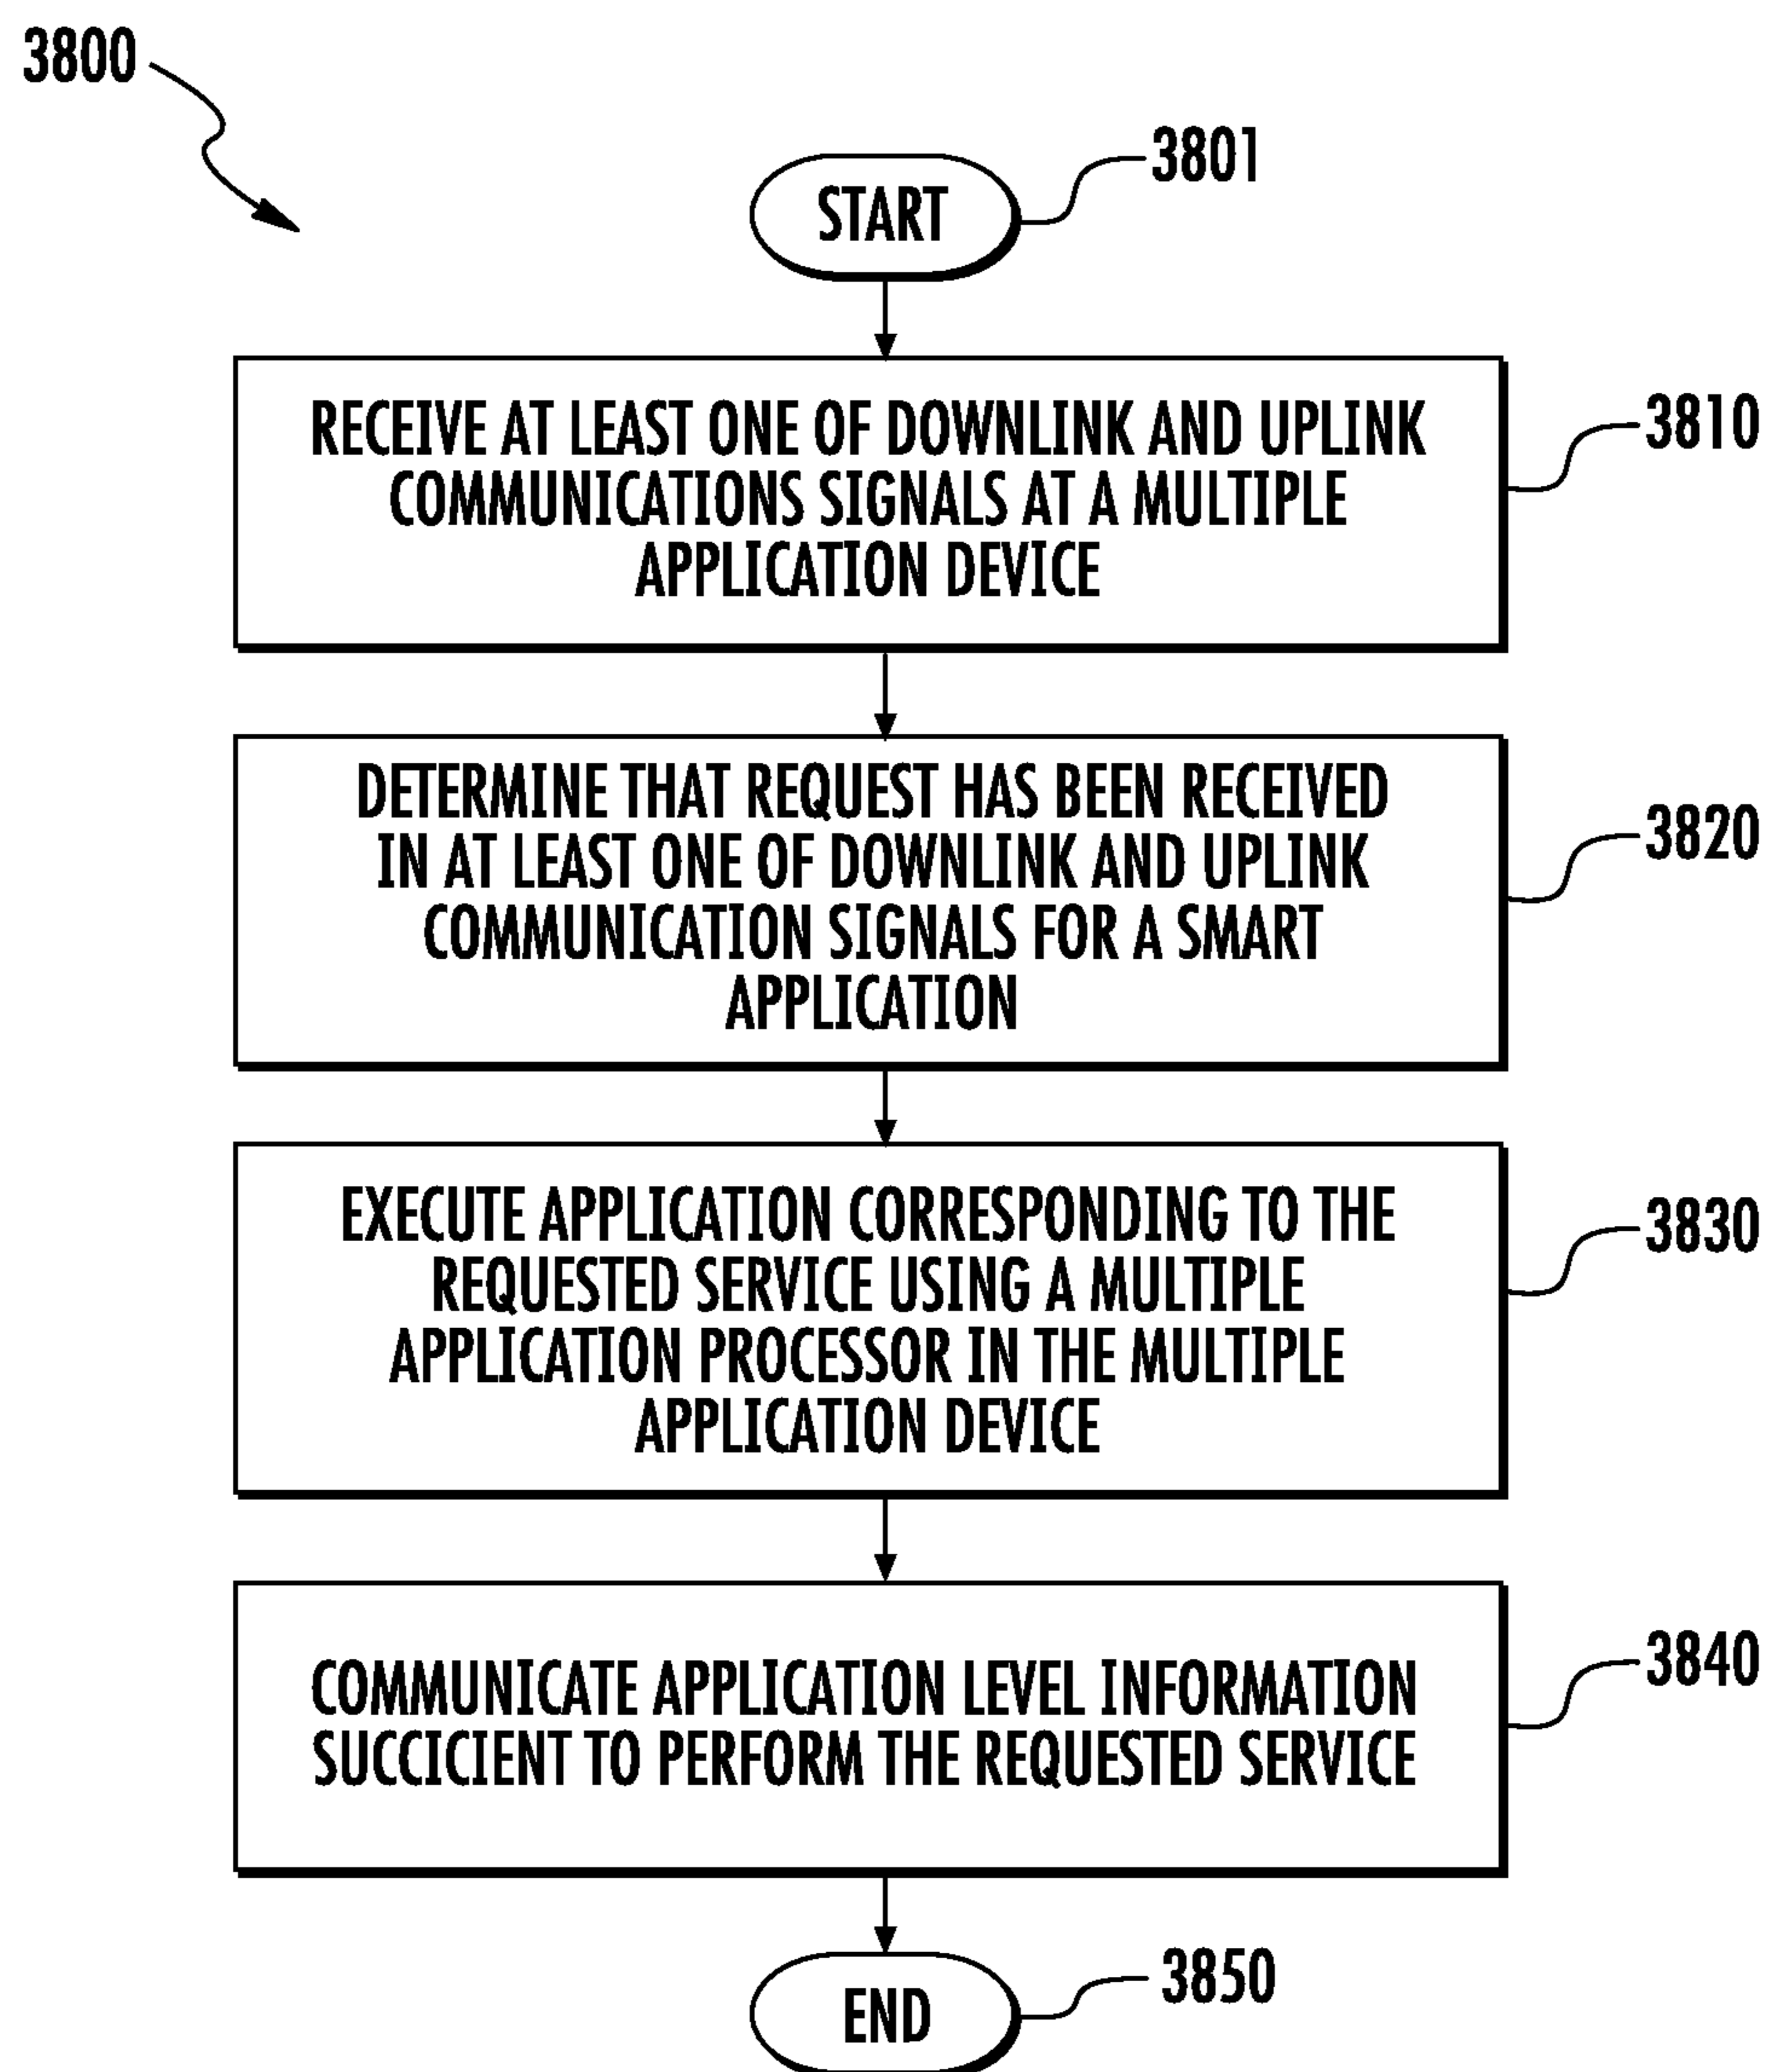 3800
3801
START
RECEIVE AT LEAST ONE OF DOWNLINK AND UPLINK
COMMUNICATIONS SIGNALS AT A MULTIPLE
APPLICATION DEVICE
3810
DETERMINE THAT REQUEST HAS BEEN RECEIVED
IN AT LEAST ONE OF DOWNLINK AND UPLINK
COMMUNICATION SIGNALS FOR A SMART
APPLICATION
3820
EXECUTE APPLICATION CORRESPONDING TO THE
REQUESTED SERVICE USING A MULTIPLE
APPLICATION PROCESSOR IN THE MULTIPLE
APPLICATION DEVICE
3830
COMMUNICATE APPLICATION LEVEL INFORMATION
SUCCICIENT TO PERFORM THE REQUESTED SERVICE
3840
END
3850